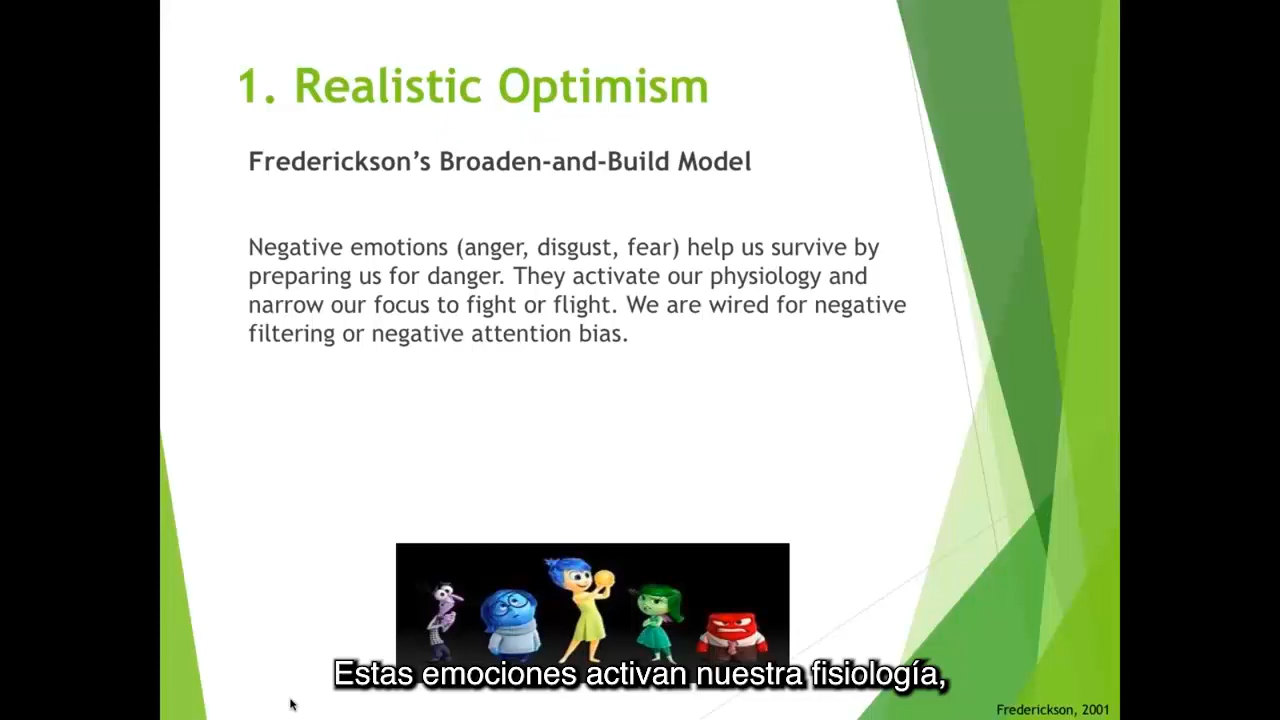 1. Realistic Optimism
Frederickson’s Broaden-and-Build Model
Negative emotions (anger, disgust, fear) help us survive by
preparing us for danger. They activate our physiology and
narrow our focus to fight or flight. We are wired for negative
filtering or negative attention bias.
Estas emociones activan nuestra fisiología,
Frederickson, 2001